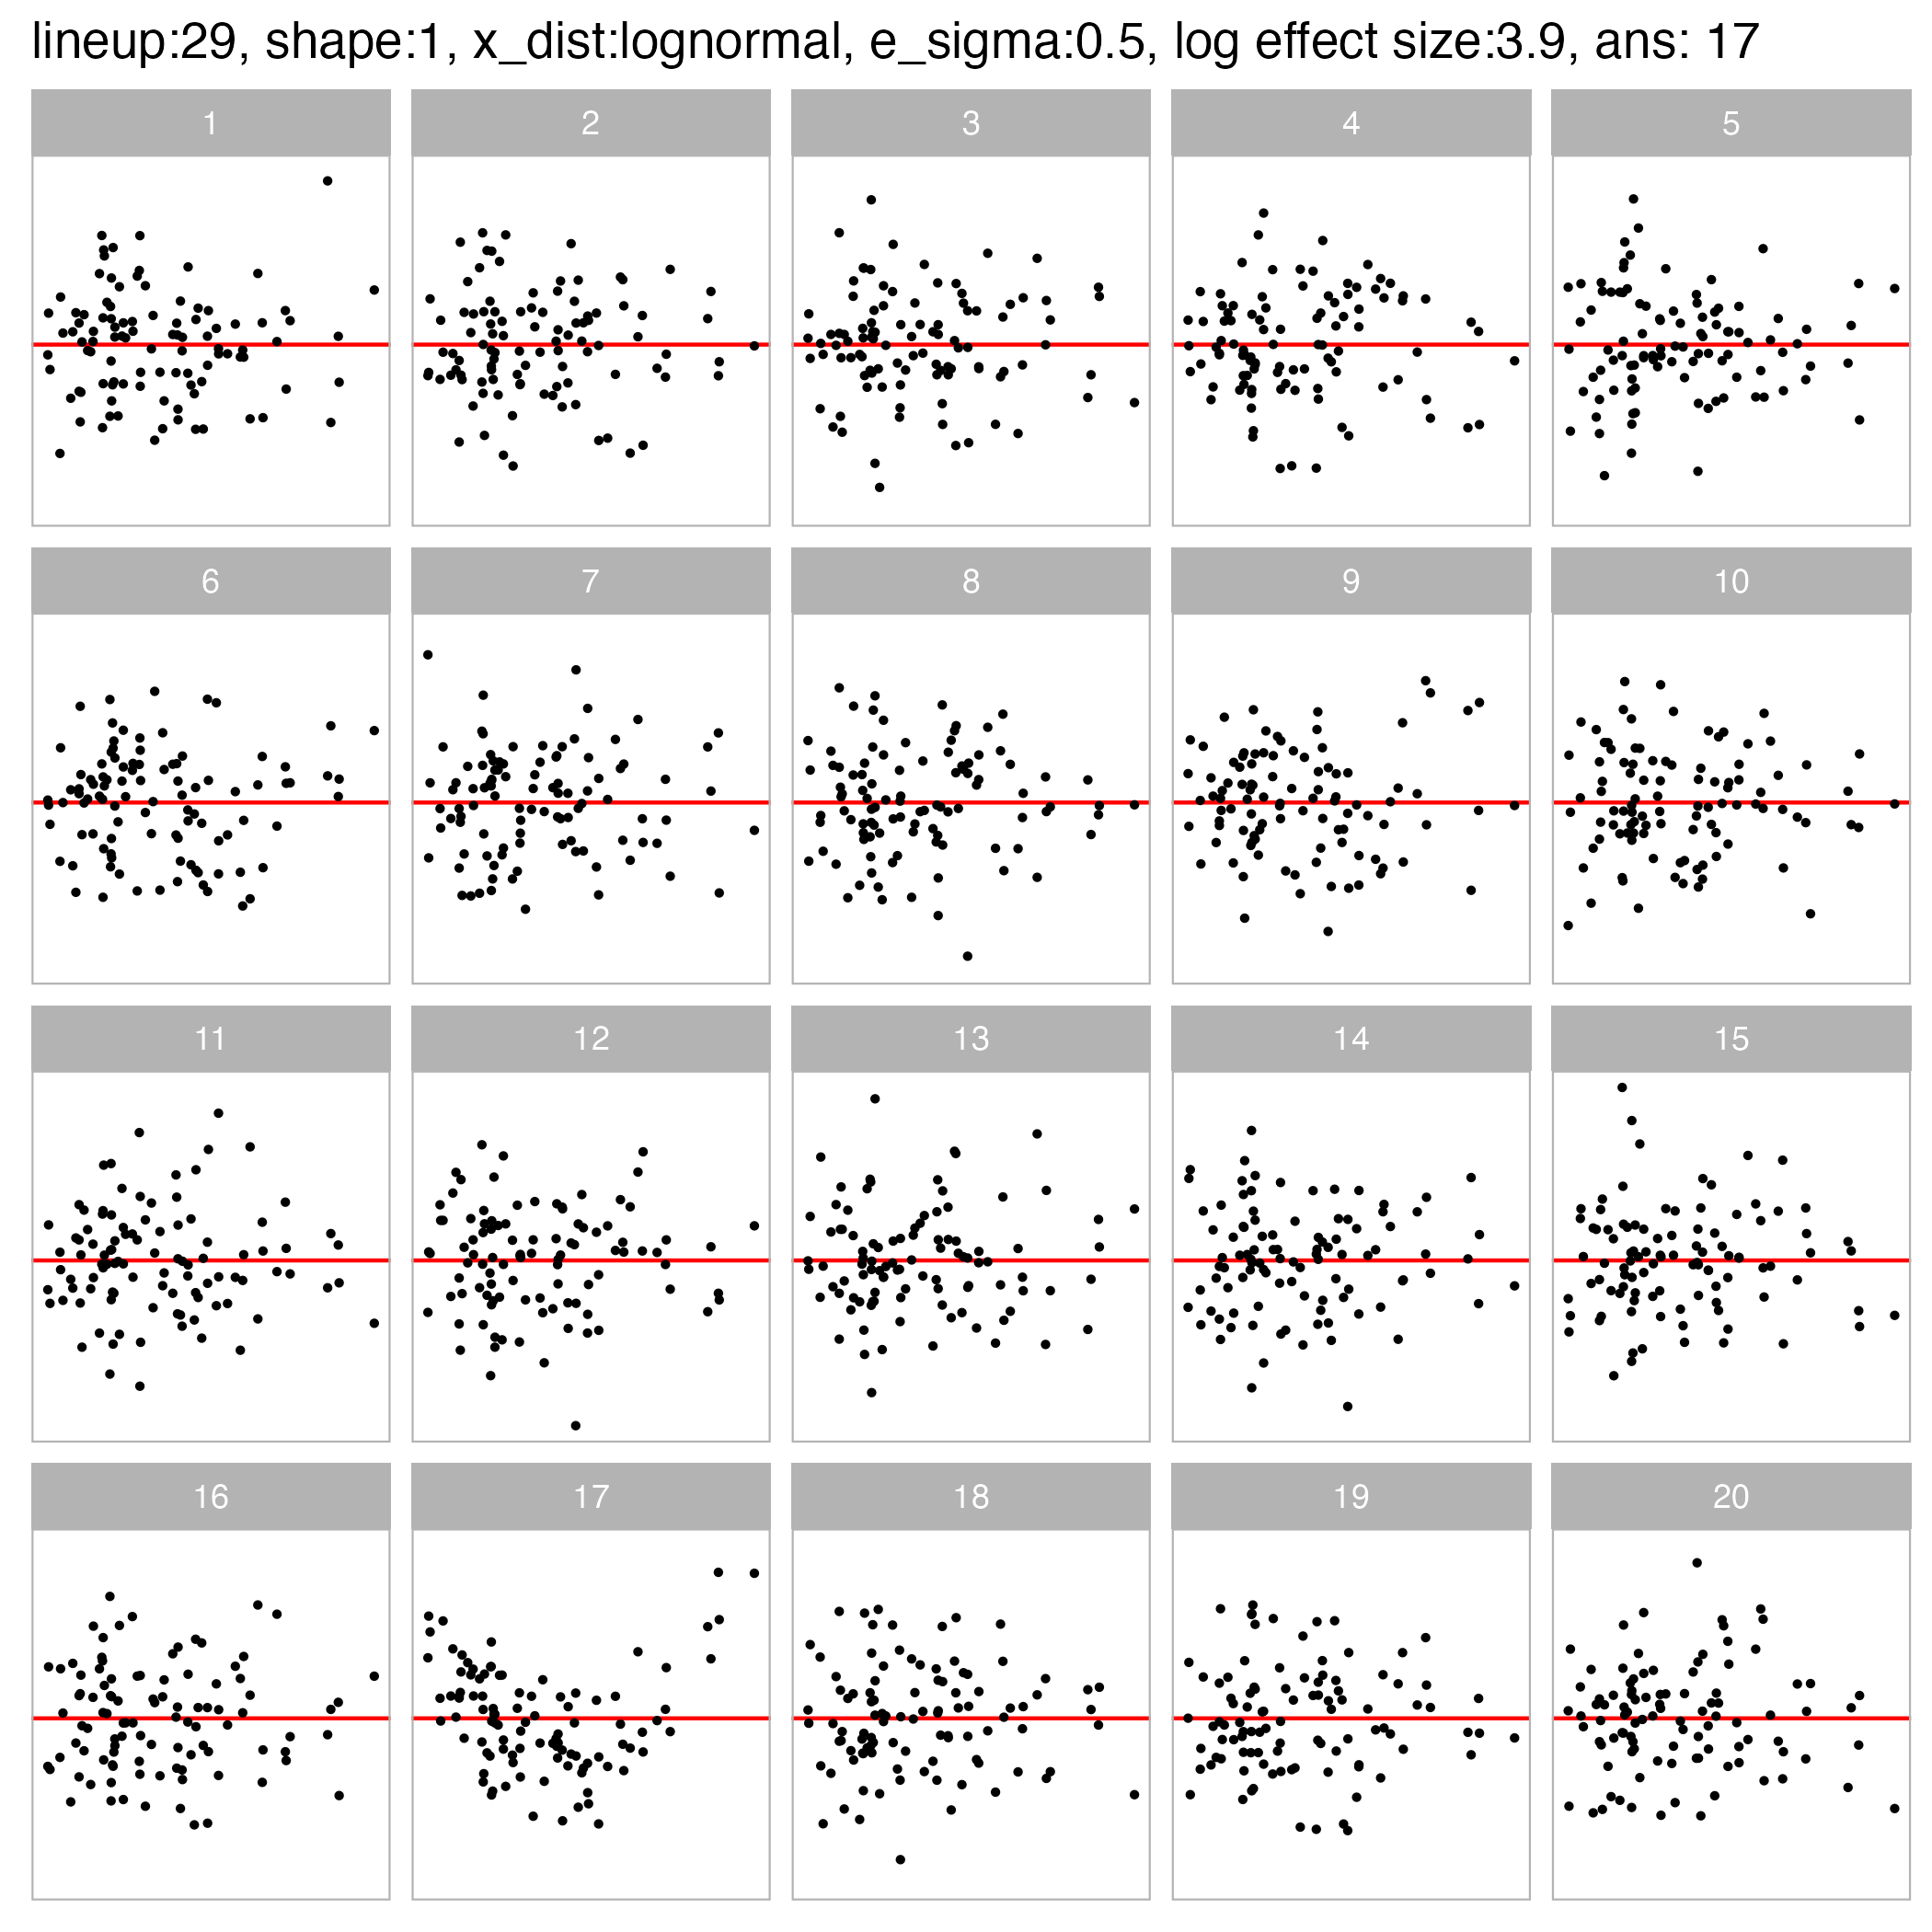 lineup:29, shape:1, x_dist:lognormal, e_sigma:0.5, log effect size:3.9, ans: 17
1 2 3 4 5
6 7 8 9 10
11 12 13 14 15
16 17 18 19 20